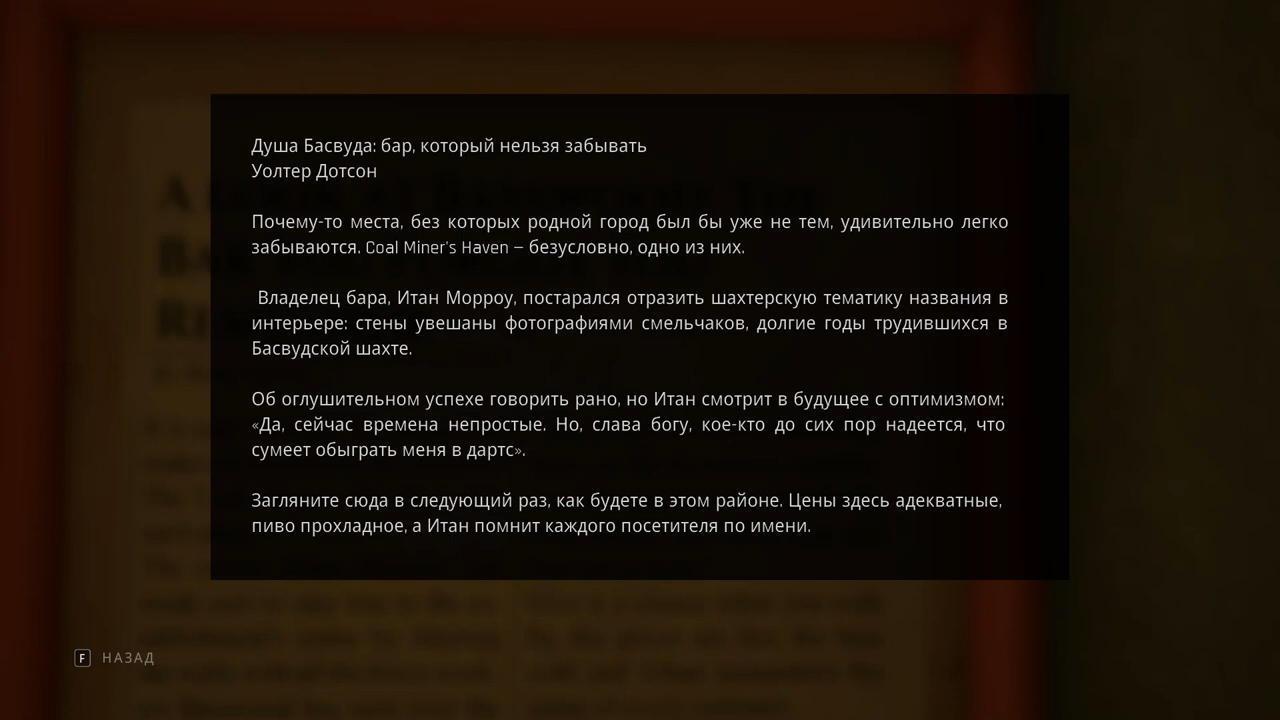 Душа Басвуда: бар, который нельзя забывать
Уолтер Дотсон
Почему-то места, без которых родной город был бы уже не тем, удивительно легко
забываются. Coal Miner's Haven – безусловно, одно из них.
Владелец бара, Итан Морроу, постарался отразить шахтерскую тематику названия в
интерьере: стены увешаны фотографиями смельчаков, долгие годы трудившихся в
Басвудской шахте.
Об оглушительном успехе говорить рано, но Итан смотрит в будущее с оптимизмом:
«Да, сейчас времена непростые. Но, слава богу, кое-кто до сих пор надеется, что
сумеет обыграть меня в дартс».
Загляните сюда в следующий раз, как будете в этом районе. Цены здесь адекватные,
пиво прохладное, а Итан помнит каждого посетителя по имени.
F НАЗАД